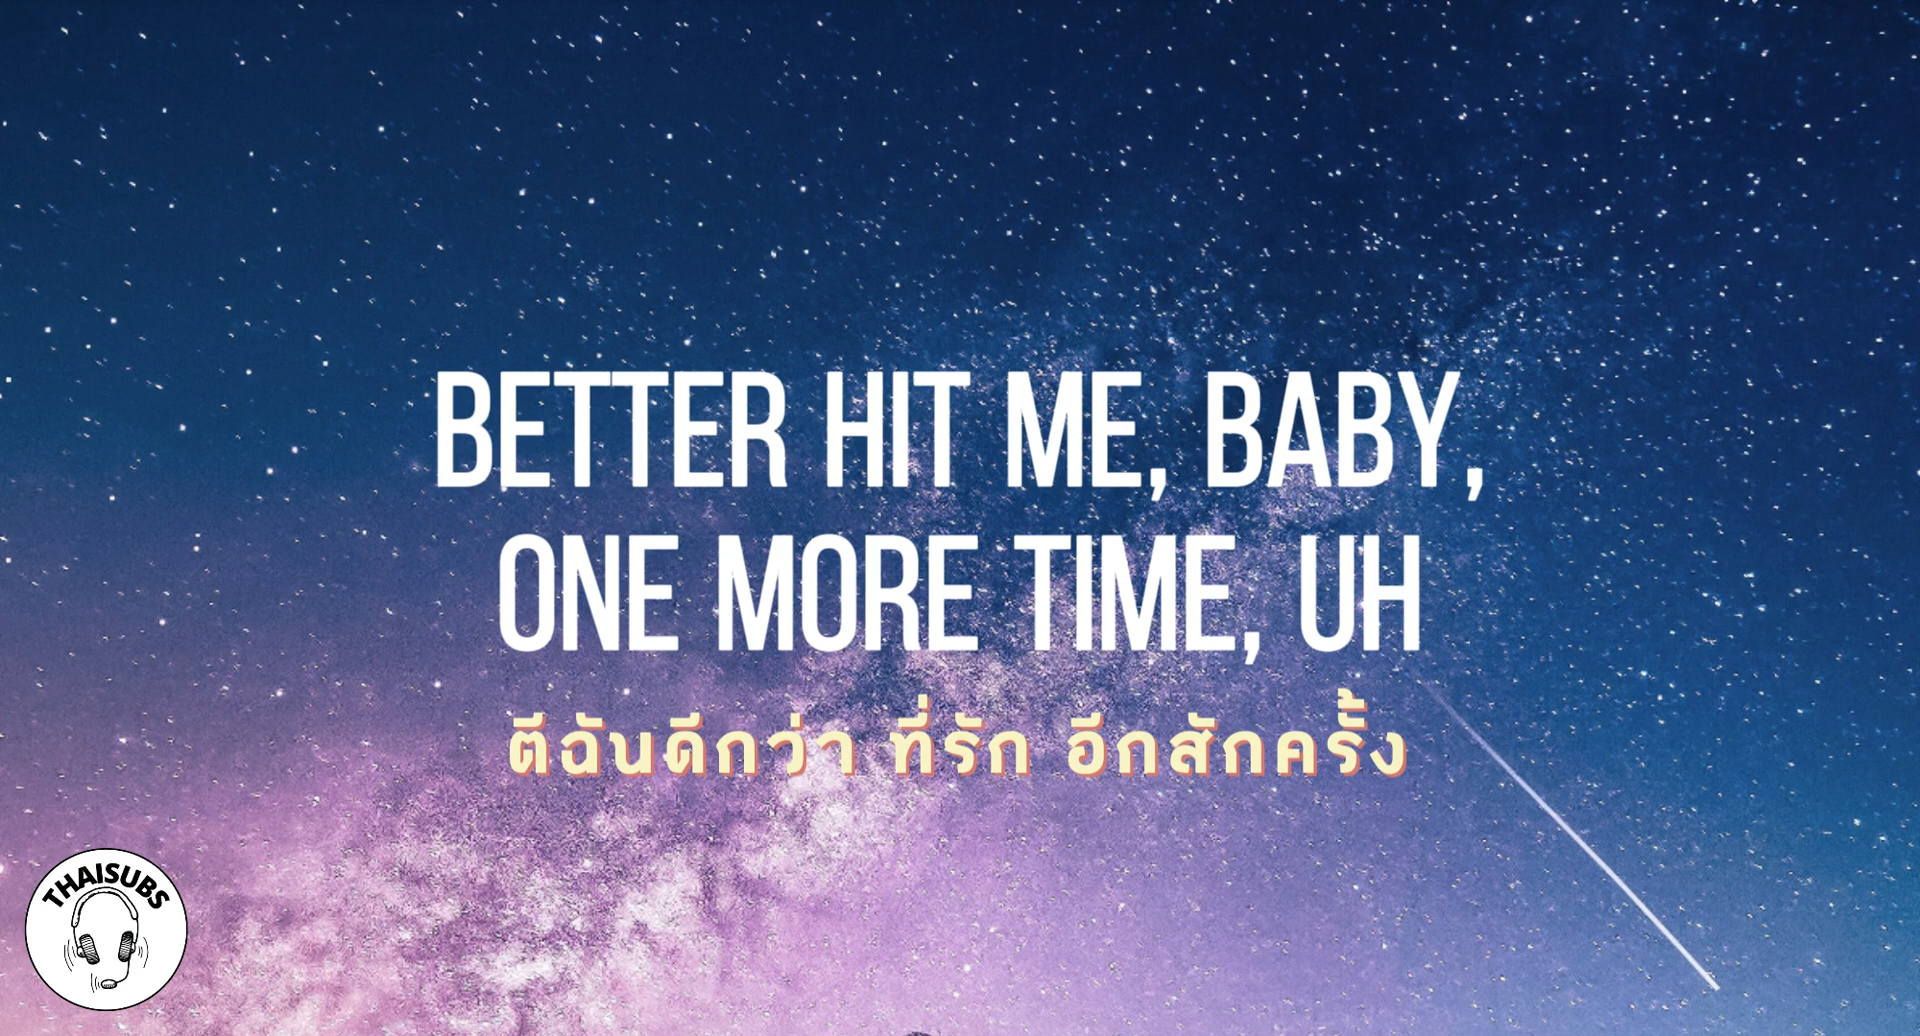 BETTER HIT ME, BABY,
ONE MORE TIME, UH
ตีฉันดีกว่า ที่รัก อีกสักครั้ง
THAISUBS